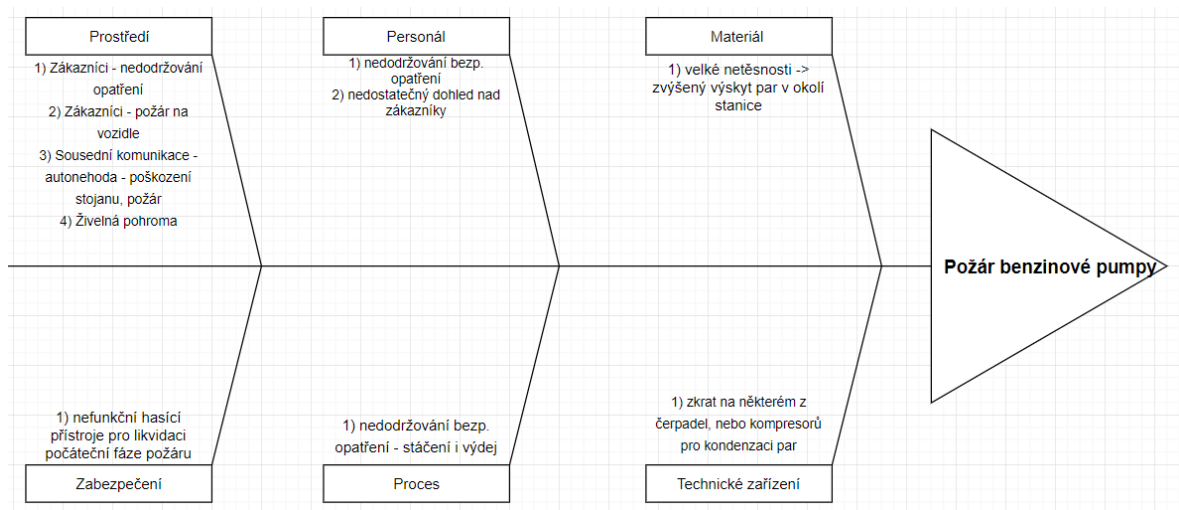 Prostředí
1) Zákazníci - nedodržování
opatření
2) Zákazníci - požár na
vozidle
3) Sousední komunikace -
autonehoda - poškození
stojanu, požár
4) Živelná pohroma
Personál
1) nedodržování bezp.
opatření
2) nedostatečný dohled nad
zákazníky
Materiál
1) velké netěsnosti ->
zvýšený výskyt par v okolí
stanice
Požár benzinové pumpy
1) nefunkční hasící
přístroje pro likvidaci
počáteční fáze požáru
Zabezpečení
1) nedodržování bezp.
opatření - stáčení i výdej
Proces
1) zkrat na některém z
čerpadel, nebo kompresorů
pro kondenzaci par
Technické zařízení